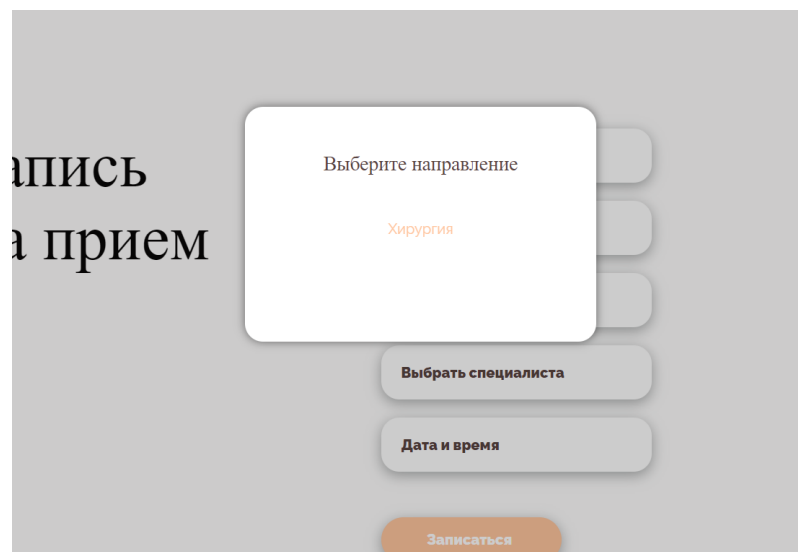 апись
а прием
Выберите направление
Хирургия
Выбрать специалиста
Дата и время
Записаться